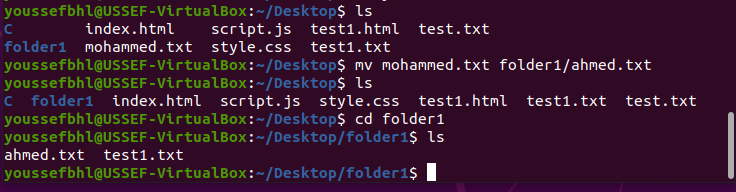 youssefbhl@USSEF-VirtualBox:~/Desktop$ ls
C index.html script.js test1.html test.txt
folder1 mohammed.txt style.css test1.txt
youssefbhl@USSEF-VirtualBox:~/Desktop$ mv mohammed.txt folder1/ahmed.txt
youssefbhl@USSEF-VirtualBox:~/Desktop$ ls
C folder1 index.html script.js style.css test1.html test1.txt test.txt
youssefbhl@USSEF-VirtualBox:~/Desktop$ cd folder1
youssefbhl@USSEF-VirtualBox:~/Desktop/folder1$ ls
ahmed.txt test1.txt
youssefbhl@USSEF-VirtualBox:~/Desktop/folder1$